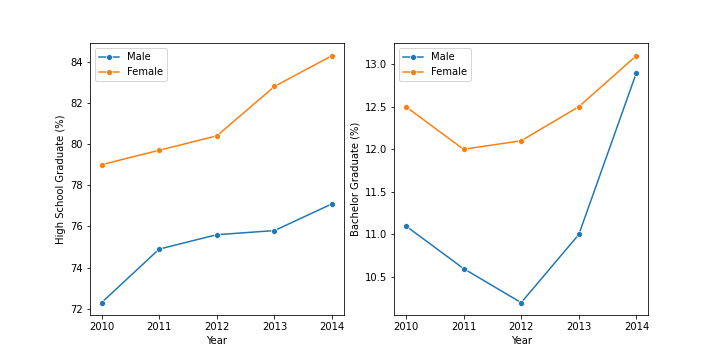 Male
Female
High School Graduate (%)
84
82
80
78
76
74
72
2010 2011 2012 2013 2014
Year
Male
Female
Bachelor Graduate (%)
13.0
12.5
12.0
11.5
11.0
10.5
2010 2011 2012 2013 2014
Year